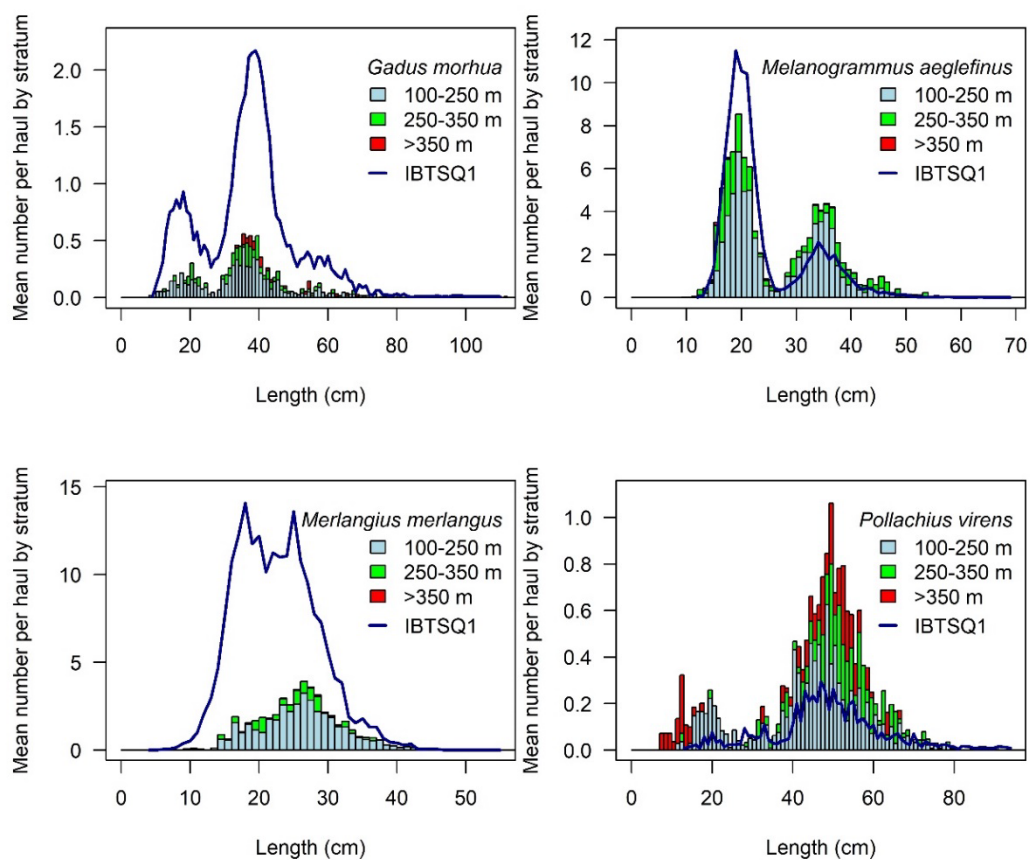 Mean number per haul by stratum
2.0
1.5
1.0
0.5
0.0
Gadus morhua
100-250 m
250-350 m
>350 m
IBTSQ1
0 20 40 60 80 100
Length (cm)
Mean number per haul by stratum
12
10
8
6
4
2
0
Melanogrammus aeglefinus
100-250 m
250-350 m
>350 m
IBTSQ1
0 10 20 30 40 50 60 70
Length (cm)
Mean number per haul by stratum
15
10
5
0
Merlangius merlangus
100-250 m
250-350 m
>350 m
IBTSQ1
0 10 20 30 40 50
Length (cm)
Mean number per haul by stratum
1.0
0.8
0.6
0.4
0.2
0.0
Pollachius virens
100-250 m
250-350 m
>350 m
IBTSQ1
0 20 40 60 80
Length (cm)